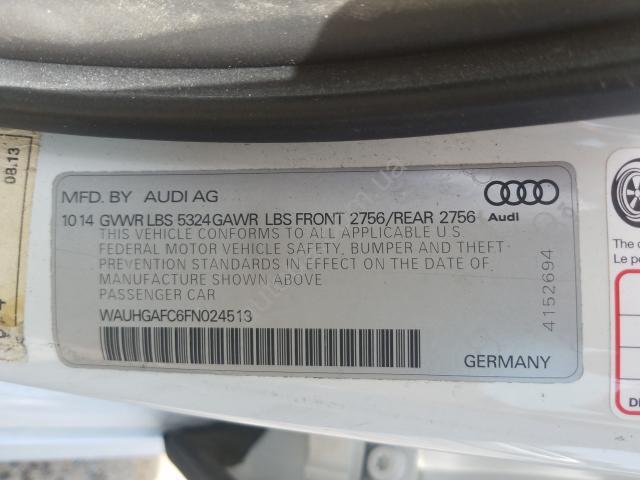 08.13
MFD. BY AUDI AG
Audi
10 14 GVWR LBS 5324 GAWR LBS FRONT 2756/REAR 2756
THIS VEHICLE CONFORMS TO ALL APPLICABLE U.S.
FEDERAL MOTOR VEHICLE SAFETY, BUMPER AND THEFT
PREVENTION STANDARDS IN EFFECT ON THE DATE OF
MANUFACTURE SHOWN ABOVE
PASSENGER CAR
WAUHGAFC6FN024513
GERMANY
4152694
The
Le